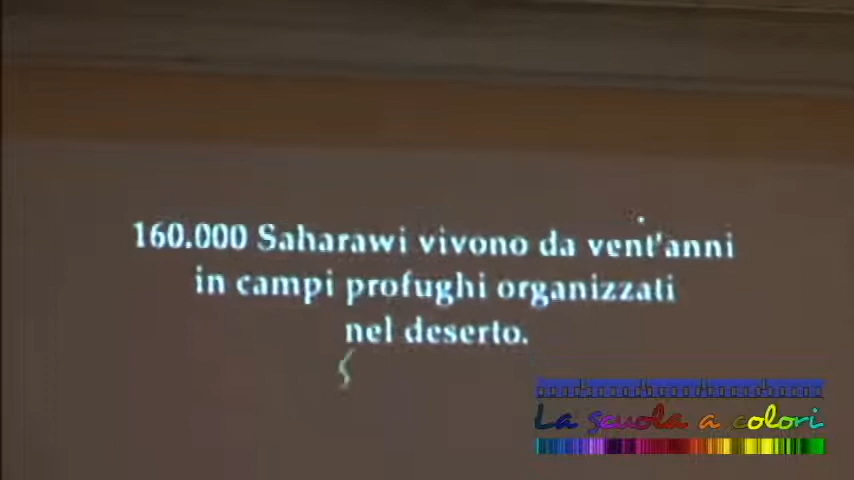 160.000 Saharawi vivono da vent'anni
in campi profughi organizzati
nel deserto.
La scuola a colori